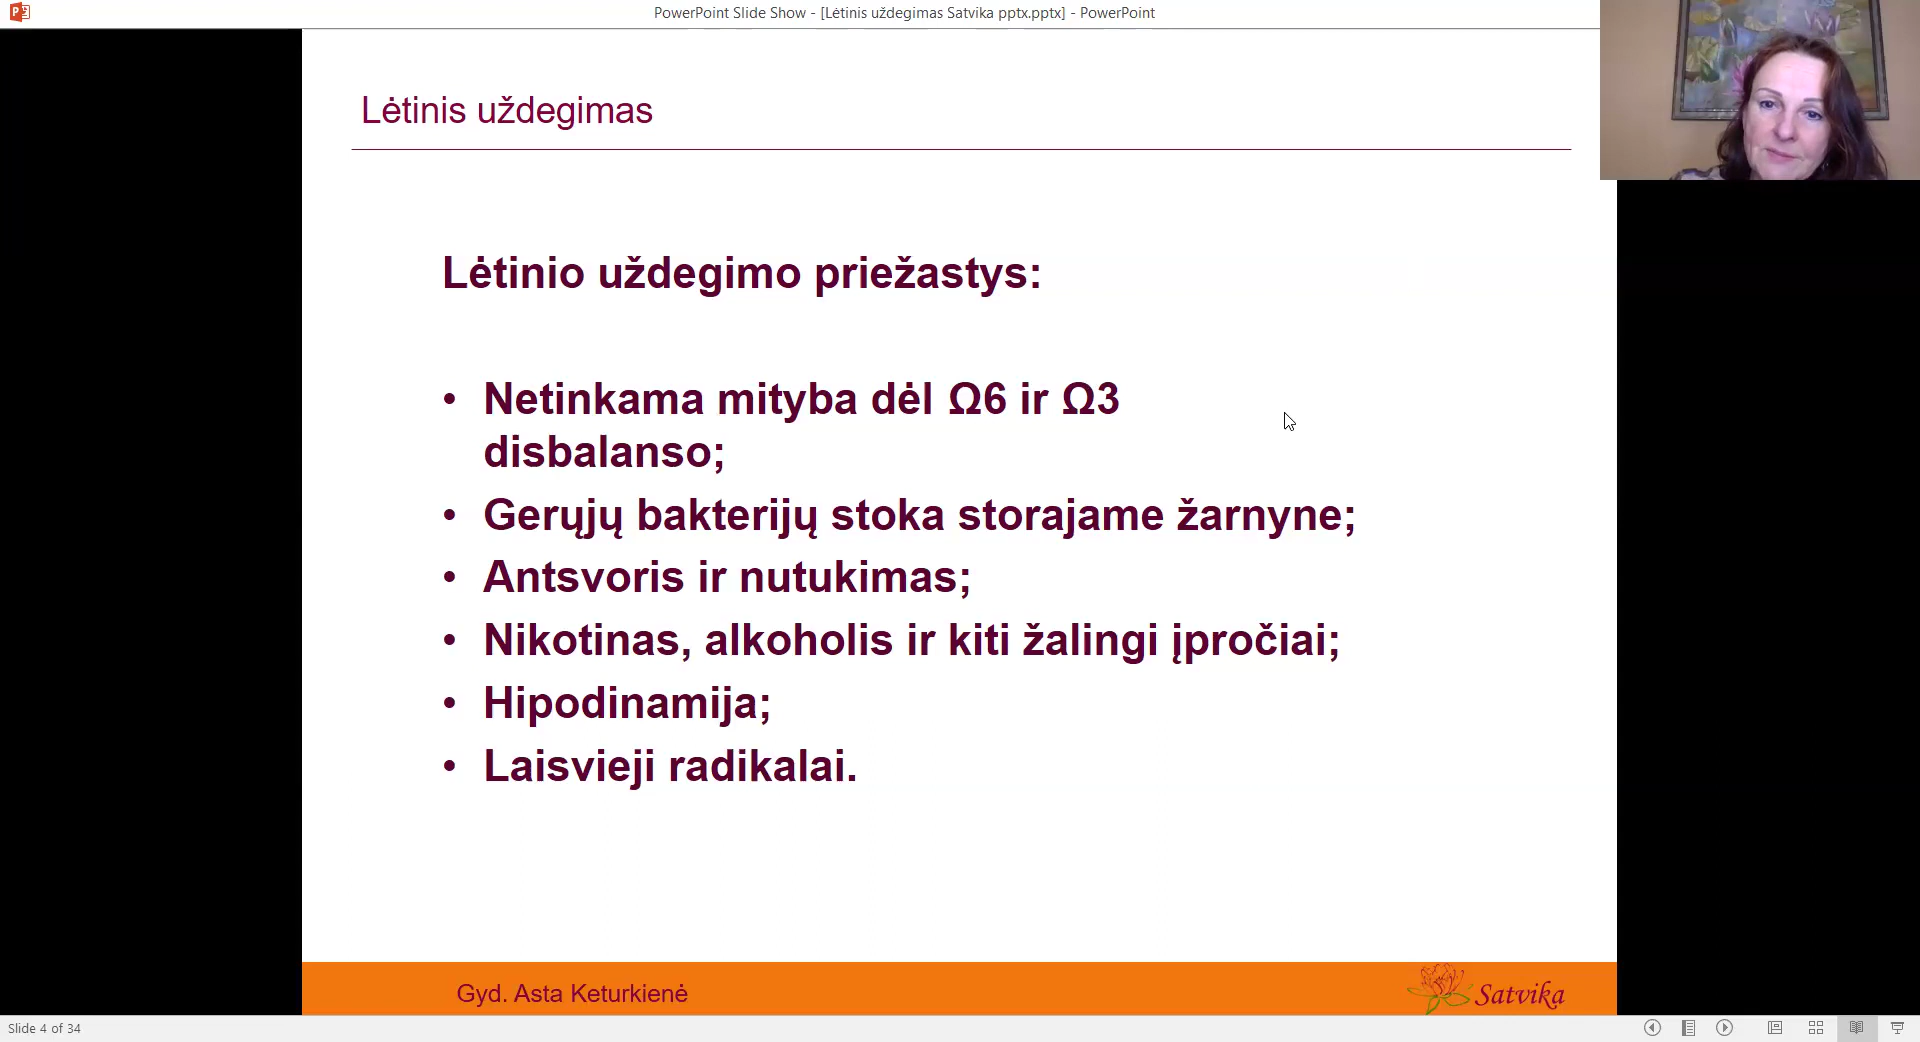 PowerPoint Slide Show - [Lėtinis uždegimas Satvika pptx.pptx] - PowerPoint
Lėtinis uždegimas
Lėtinio uždegimo priežastys:
• Netinkama mityba dėl Ω6 ir Ω3
disbalanso;
• Gerųjų bakterijų stoka storajame žarnyne;
• Antsvoris ir nutukimas;
• Nikotinas, alkoholis ir kiti žalingi įpročiai;
• Hipodinamija;
• Laisvieji radikalai.
Gyd. Asta Keturkienė
Satvika
Slide 4 of 34